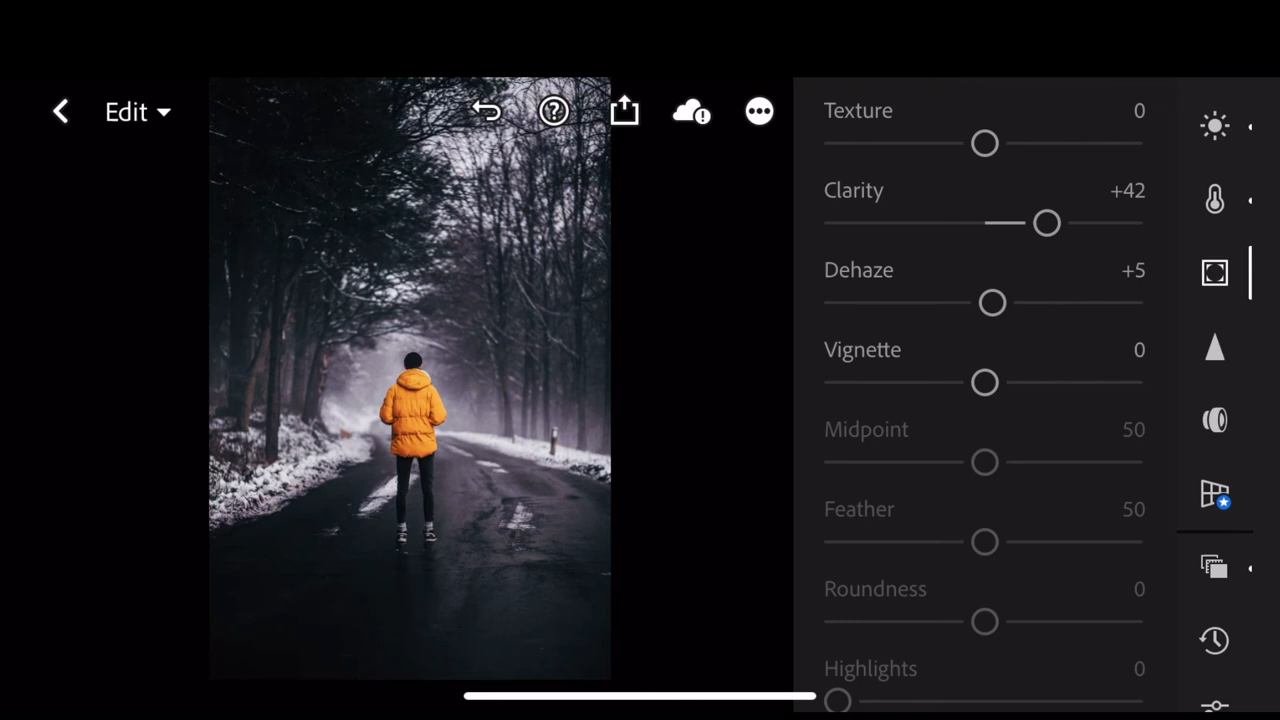 Edit
Texture 0
Clarity +42
Dehaze +5
Vignette 0
Midpoint 50
Feather 50
Roundness 0
Highlights 0